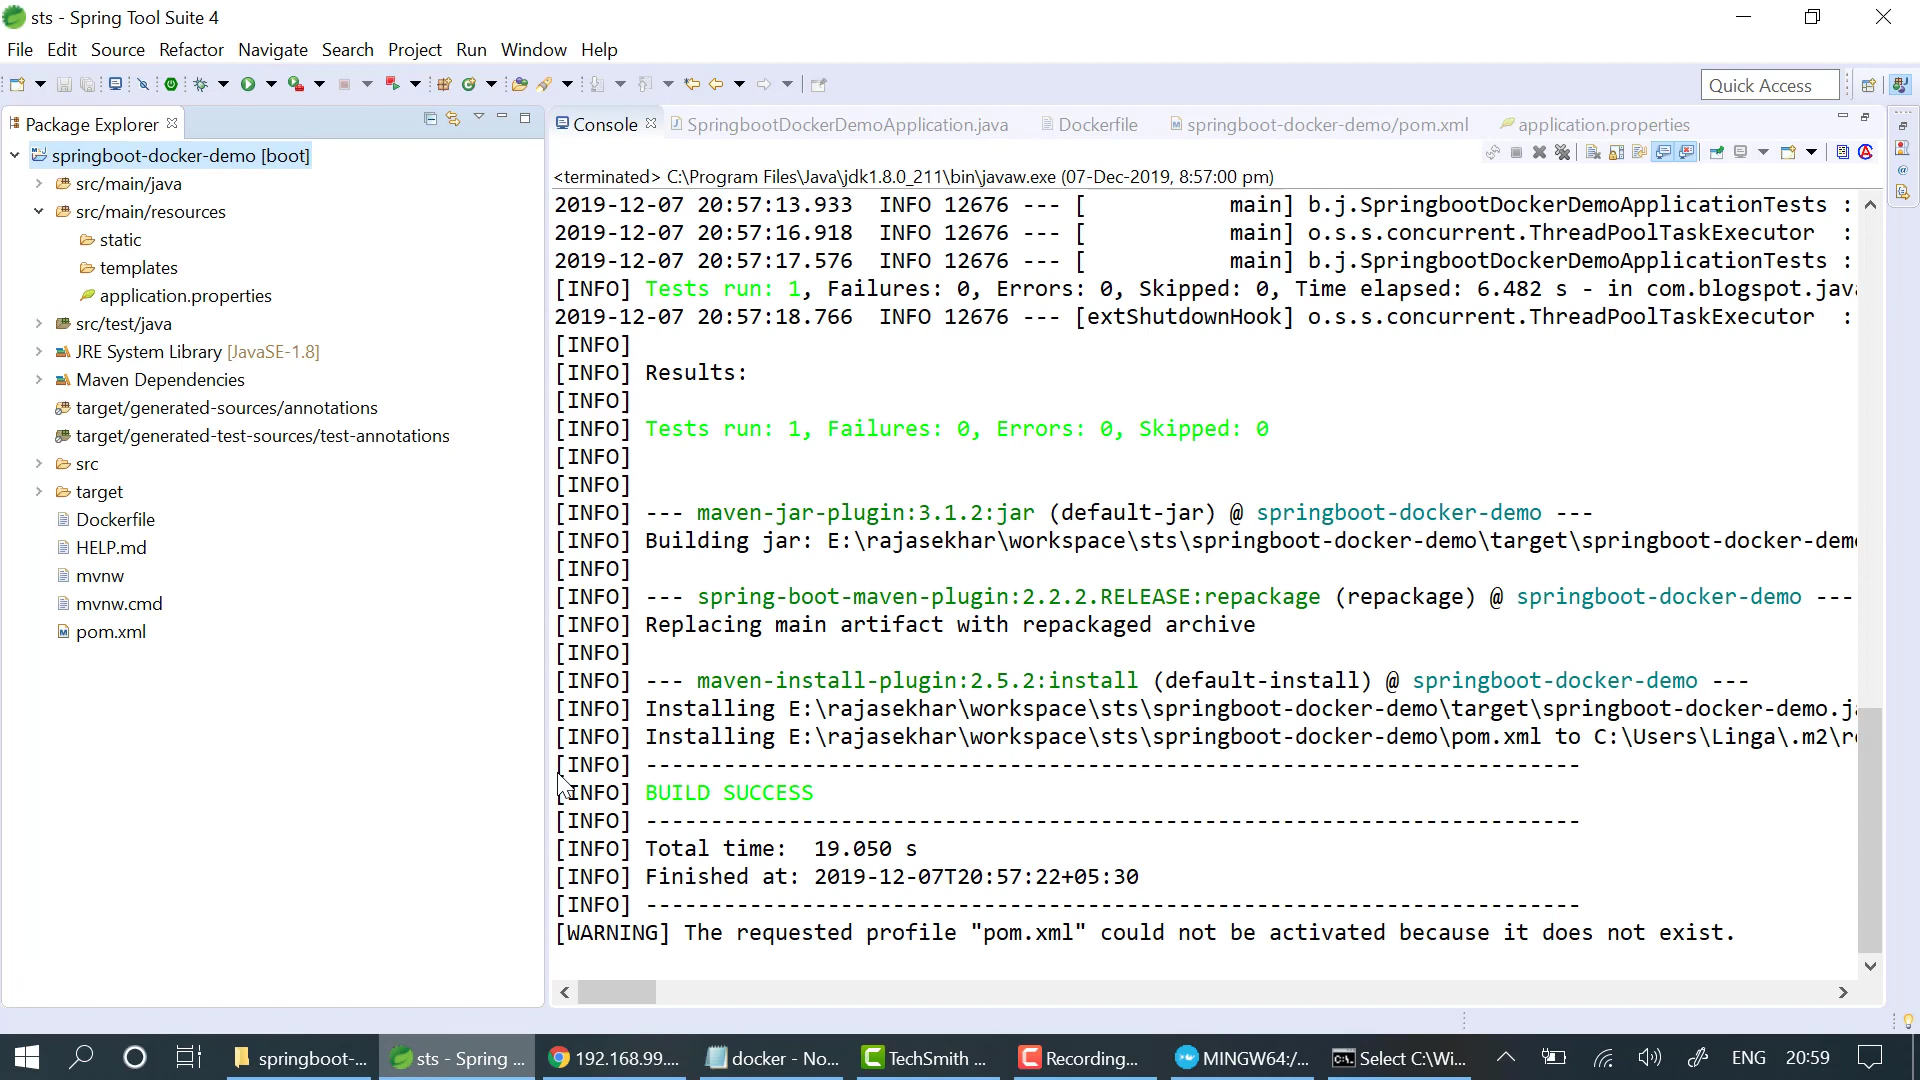 sts - Spring Tool Suite 4
File Edit Source Refactor Navigate Search Project Run Window Help
Quick Access
Package Explorer
springboot-docker-demo [boot]
src/main/java
src/main/resources
static
templates
application.properties
src/test/java
JRE System Library [JavaSE-1.8]
Maven Dependencies
target/generated-sources/annotations
target/generated-test-sources/test-annotations
src
target
Dockerfile
HELP.md
mvnw
mvnw.cmd
pom.xml
Console SpringbootDockerDemoApplication.java Dockerfile springboot-docker-demo/pom.xml application.properties
<terminated> C:\Program Files\Java\jdk1.8.0_211\bin\javaw.exe (07-Dec-2019, 8:57:00 pm)
2019-12-07 20:57:13.933 INFO 12676 --- [ main] b.j.SpringbootDockerDemoApplicationTests :
2019-12-07 20:57:16.918 INFO 12676 --- [ main] o.s.s.concurrent.ThreadPoolTaskExecutor :
2019-12-07 20:57:17.576 INFO 12676 --- [ main] b.j.SpringbootDockerDemoApplicationTests :
[INFO] Tests run: 1, Failures: 0, Errors: 0, Skipped: 0, Time elapsed: 6.482 s - in com.blogspot.jav
2019-12-07 20:57:18.766 INFO 12676 --- [extShutdownHook] o.s.s.concurrent.ThreadPoolTaskExecutor :
[INFO]
[INFO] Results:
[INFO]
[INFO] Tests run: 1, Failures: 0, Errors: 0, Skipped: 0
[INFO]
[INFO]
[INFO] --- maven-jar-plugin:3.1.2:jar (default-jar) @ springboot-docker-demo ---
[INFO] Building jar: E:\rajasekhar\workspace\sts\springboot-docker-demo\target\springboot-docker-dem
[INFO]
[INFO] --- spring-boot-maven-plugin:2.2.2.RELEASE:repackage (repackage) @ springboot-docker-demo ---
[INFO] Replacing main artifact with repackaged archive
[INFO]
[INFO] --- maven-install-plugin:2.5.2:install (default-install) @ springboot-docker-demo ---
[INFO] Installing E:\rajasekhar\workspace\sts\springboot-docker-demo\target\springboot-docker-demo.j
[INFO] Installing E:\rajasekhar\workspace\sts\springboot-docker-demo\pom.xml to C:\Users\Linga\.m2\r
[INFO] ------------------------------------------------------------------------
[INFO] BUILD SUCCESS
[INFO] ------------------------------------------------------------------------
[INFO] Total time: 19.050 s
[INFO] Finished at: 2019-12-07T20:57:22+05:30
[INFO] ------------------------------------------------------------------------
[WARNING] The requested profile "pom.xml" could not be activated because it does not exist.
springboot-... sts - Spring ... 192.168.99.... docker - No... TechSmith ... Recording... MINGW64:/... Select C:\Wi... ENG 20:59